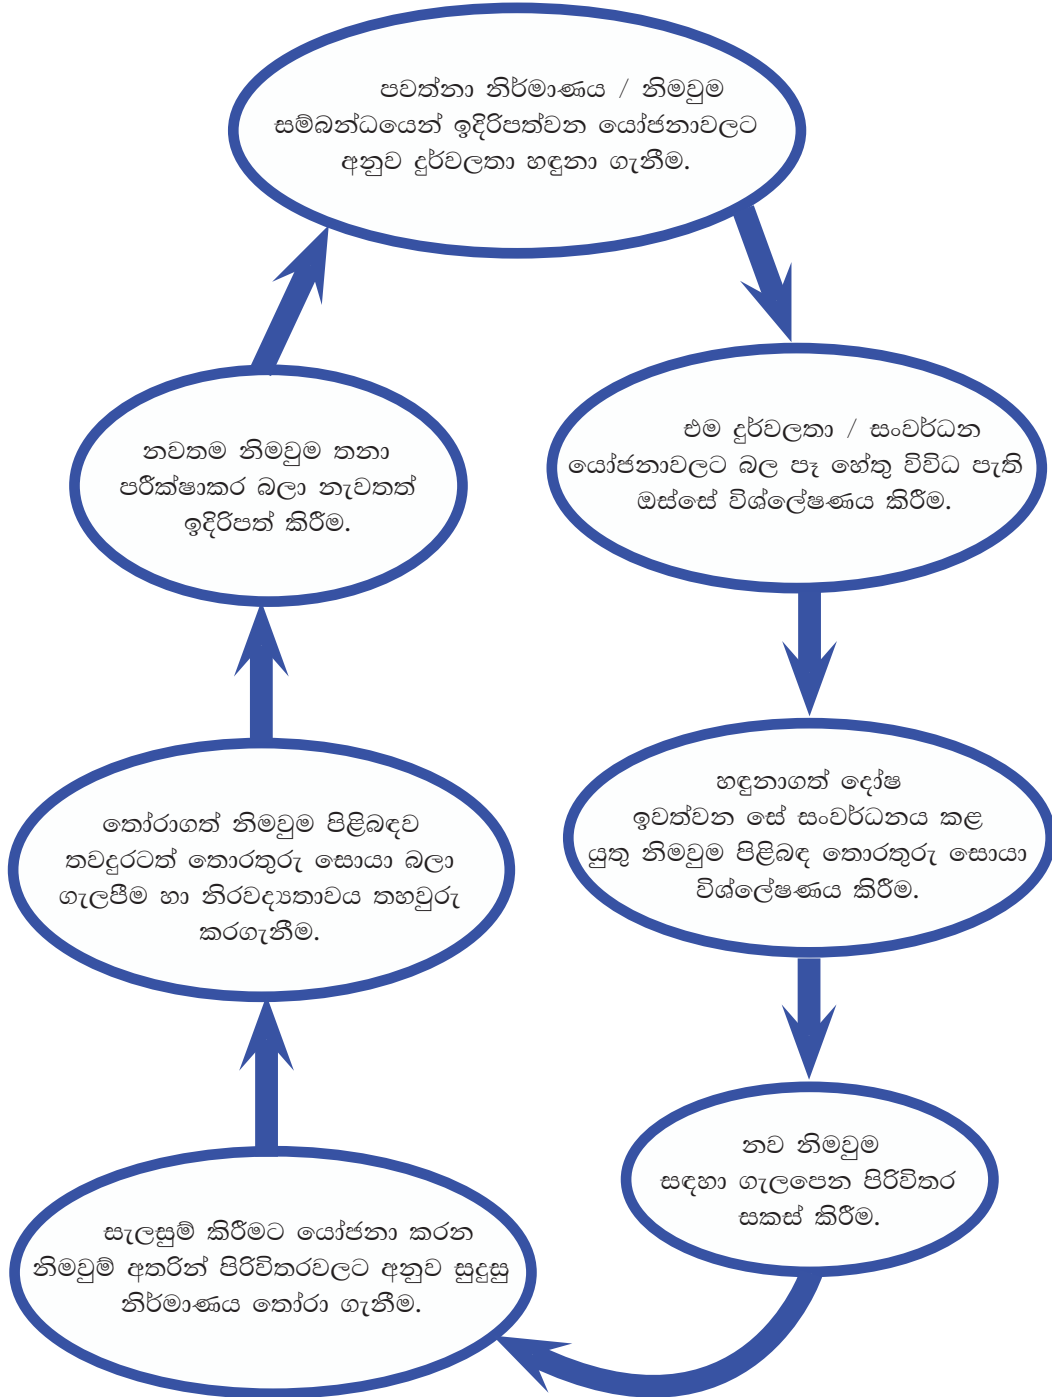 පවත්නා නිර්මාණය / නිමවුම
සම්බන්ධයෙන් ඉදිරිපත්වන යෝජනාවලට
අනුව දුර්වලතා හඳුනා ගැනීම.
එම දුර්වලතා / සංවර්ධන
යෝජනාවලට බල පෑ හේතු විවිධ පැති
ඔස්සේ විශ්ලේෂණය කිරීම.
හඳුනාගත් දෝෂ
ඉවත්වන සේ සංවර්ධනය කළ
යුතු නිමවුම පිළිබඳ තොරතුරු සොයා
විශ්ලේෂණය කිරීම.
නව නිමවුම
සඳහා ගැලපෙන පිරිවිතර
සකස් කිරීම.
සැලසුම් කිරීමට යෝජනා කරන
නිමවුම් අතරින් පිරිවිතරවලට අනුව සුදුසු
නිර්මාණය තෝරා ගැනීම.
තෝරාගත් නිමවුම පිළිබඳව
තවදුරටත් තොරතුරු සොයා බලා
ගැලපීම හා නිරවද්‍යතාවය තහවුරු
කරගැනීම.
නවතම නිමවුම තනා
පරීක්ෂාකර බලා නැවතත්
ඉදිරිපත් කිරීම.